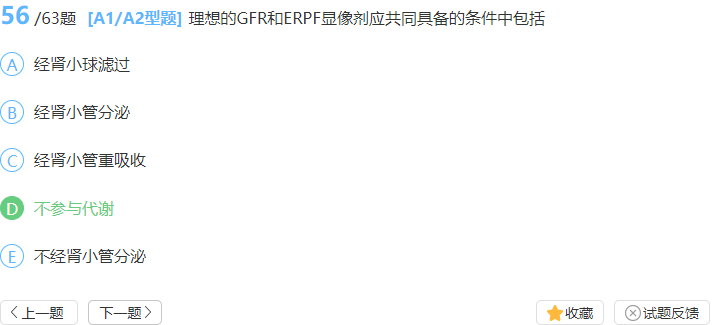 56 /63题 [A1/A2型题] 理想的GFR和ERPF显像剂应共同具备的条件中包括
A 经肾小球滤过
B 经肾小管分泌
C 经肾小管重吸收
D 不参与代谢
E 不经肾小管分泌
上一题 下一题 收藏 试题反馈